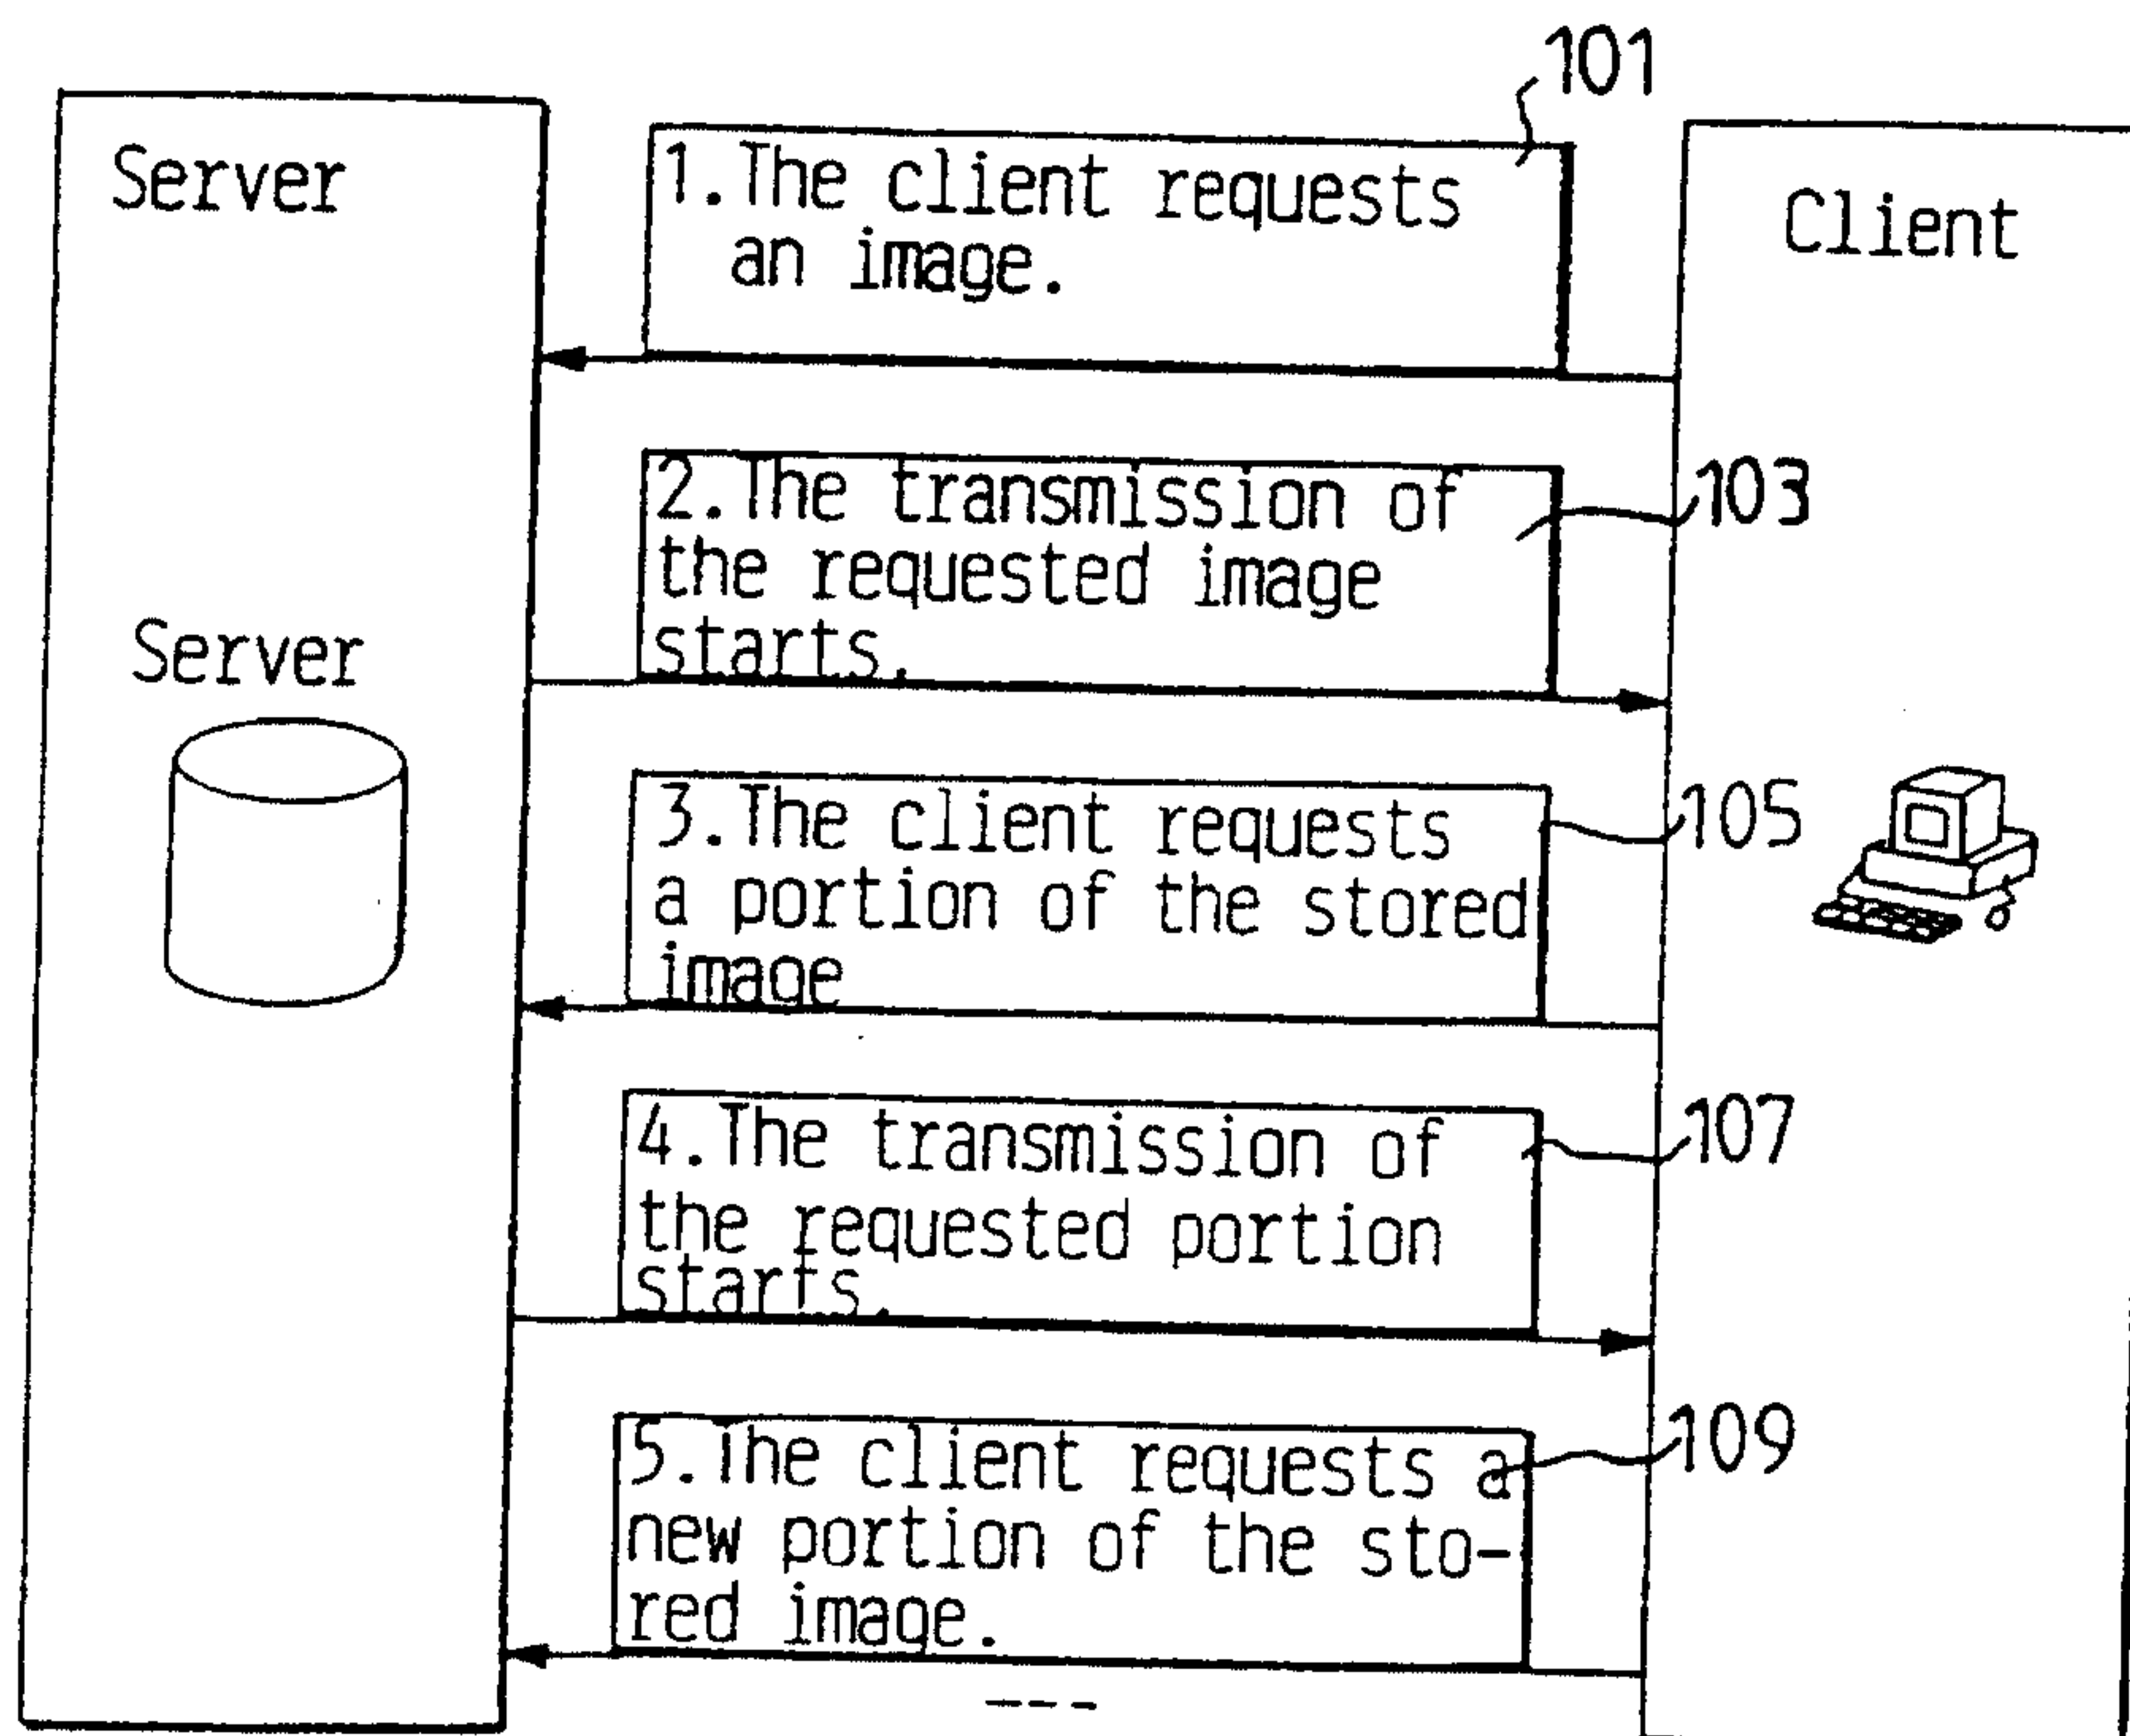 101
Server
1.The client requests
an image.
Client
2.The transmission of
the requested image
starts.
103
Server
3.The client requests
a portion of the stored
image
105
4.The transmission of
the requested portion
starts.
107
5.The client requests a
new portion of the sto-
red image.
109
---